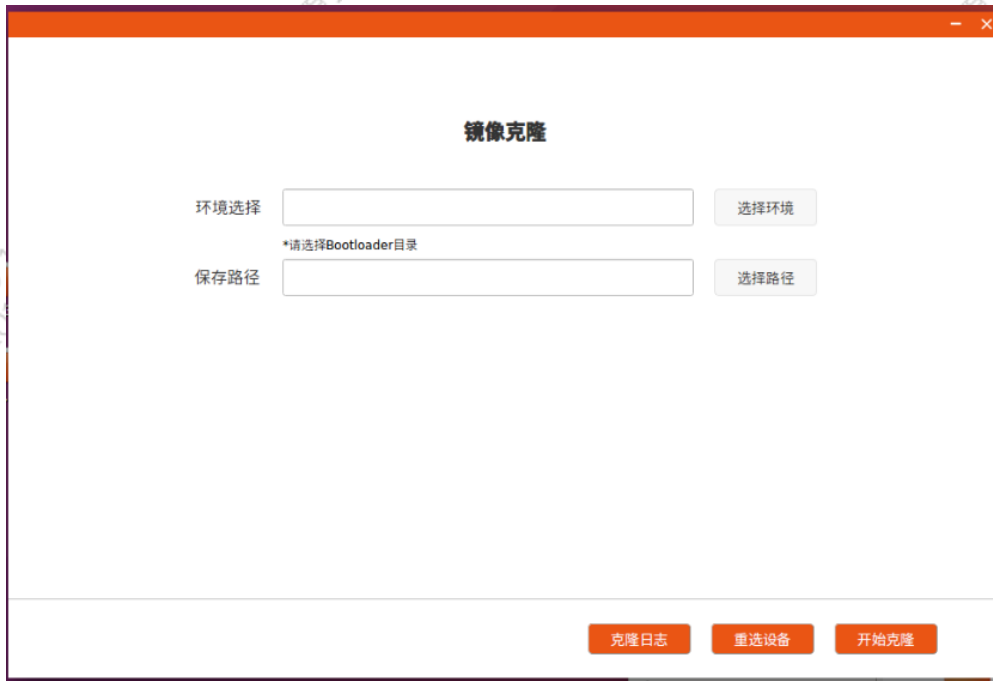 镜像克隆
环境选择 选择环境
*请选择Bootloader目录
保存路径 选择路径
克隆日志 重选设备 开始克隆